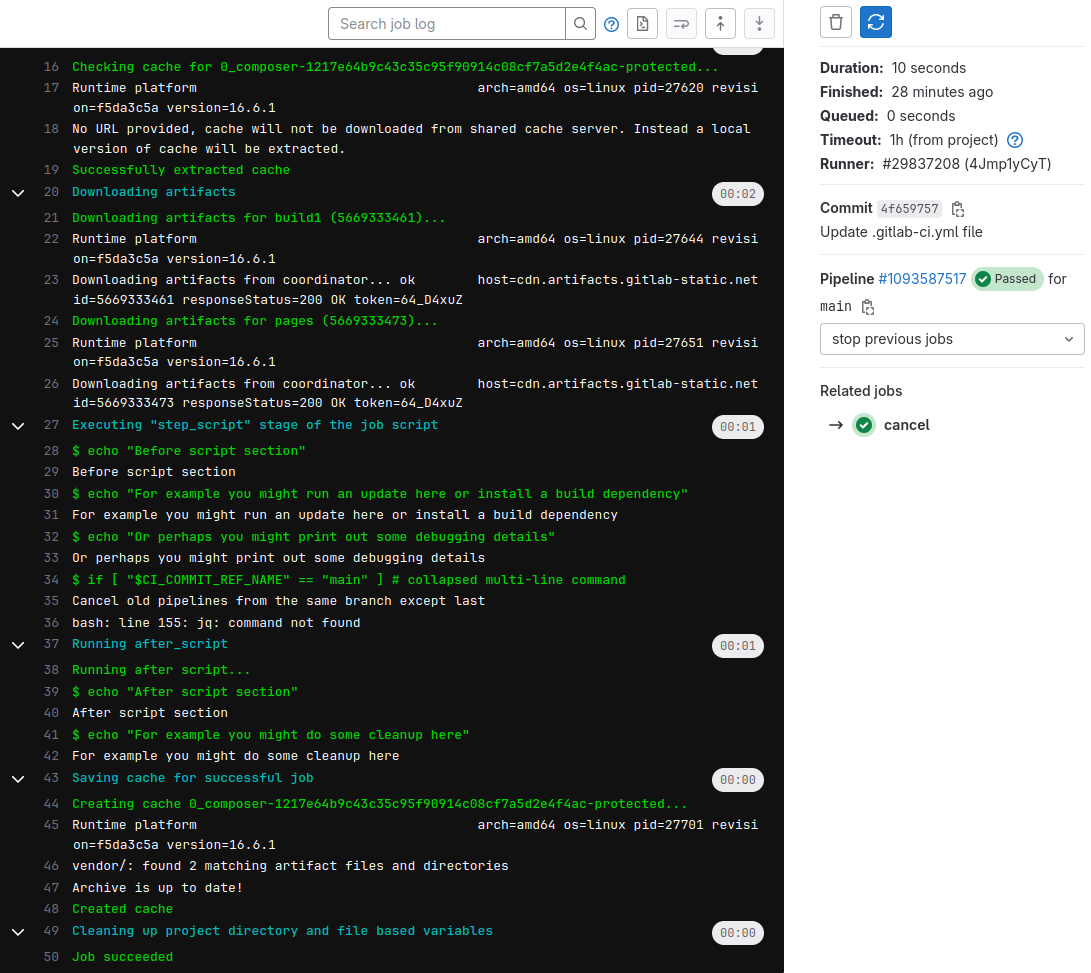 Search job log
16 Checking cache for 0_composer-1217e64b9c43c35c95f90914c08cf7a5d2e4f4ac-protected...
17 Runtime platform arch=amd64 os=linux pid=27620 revisi
on=f5da3c5a version=16.6.1
18 No URL provided, cache will not be downloaded from shared cache server. Instead a local
version of cache will be extracted.
19 Successfully extracted cache
20 Downloading artifacts 00:02
21 Downloading artifacts for build1 (5669333461)...
22 Runtime platform arch=amd64 os=linux pid=27644 revisi
on=f5da3c5a version=16.6.1
23 Downloading artifacts from coordinator... ok host=cdn.artifacts.gitlab-static.net
id=5669333461 responseStatus=200 OK token=64_D4xuZ
24 Downloading artifacts for pages (5669333473)...
25 Runtime platform arch=amd64 os=linux pid=27651 revisi
on=f5da3c5a version=16.6.1
26 Downloading artifacts from coordinator... ok host=cdn.artifacts.gitlab-static.net
id=5669333473 responseStatus=200 OK token=64_D4xuZ
27 Executing "step_script" stage of the job script 00:01
28 $ echo "Before script section"
29 Before script section
30 $ echo "For example you might run an update here or install a build dependency"
31 For example you might run an update here or install a build dependency
32 $ echo "Or perhaps you might print out some debugging details"
33 Or perhaps you might print out some debugging details
34 $ if [ "$CI_COMMIT_REF_NAME" == "main" ] # collapsed multi-line command
35 Cancel old pipelines from the same branch except last
36 bash: line 155: jq: command not found
37 Running after_script 00:01
38 Running after script...
39 $ echo "After script section"
40 After script section
41 $ echo "For example you might do some cleanup here"
42 For example you might do some cleanup here
43 Saving cache for successful job 00:00
44 Creating cache 0_composer-1217e64b9c43c35c95f90914c08cf7a5d2e4f4ac-protected...
45 Runtime platform arch=amd64 os=linux pid=27701 revisi
on=f5da3c5a version=16.6.1
46 vendor/: found 2 matching artifact files and directories
47 Archive is up to date!
48 Created cache
49 Cleaning up project directory and file based variables 00:00
50 Job succeeded
Duration: 10 seconds
Finished: 28 minutes ago
Queued: 0 seconds
Timeout: 1h (from project)
Runner: #29837208 (4Jmp1yCyT)
Commit 4f659757
Update .gitlab-ci.yml file
Pipeline #1093587517 Passed for
main
stop previous jobs
Related jobs
→ cancel